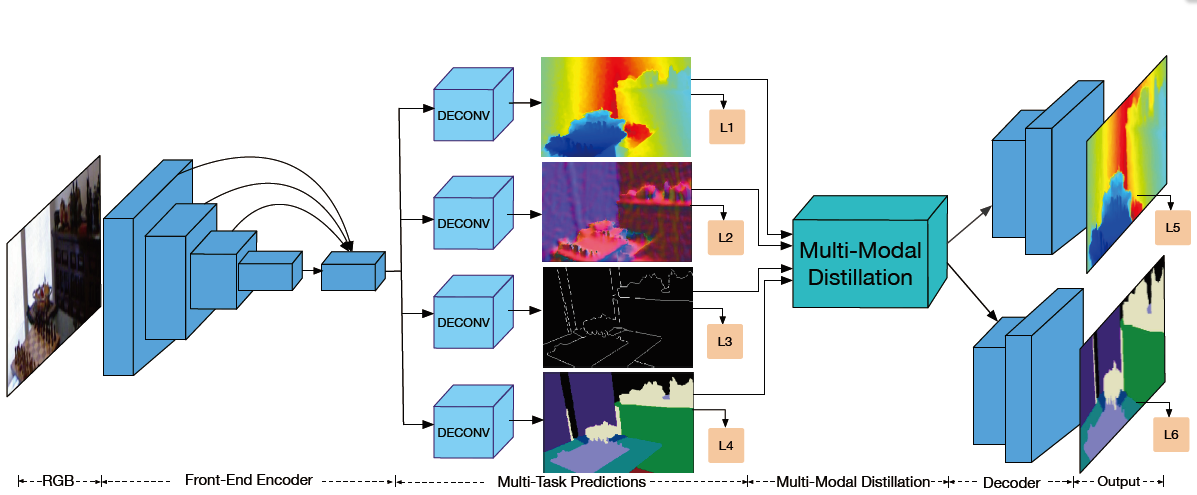 DECONV
L1
DECONV
L2
Multi-Modal
Distillation
L5
DECONV
L3
DECONV
L4
L6
RGB
Front-End Encoder
Multi-Task Predictions
Multi-Modal Distillation
Decoder
Output